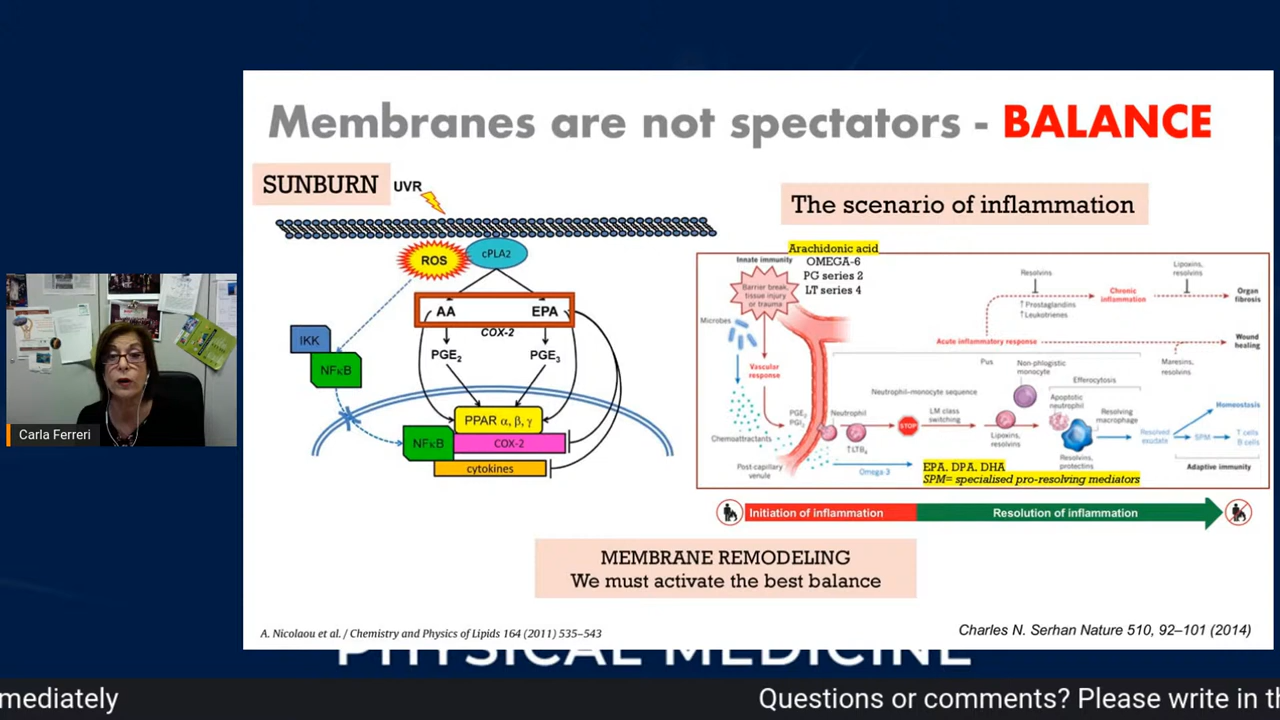 Membranes are not spectators - BALANCE
SUNBURN
UVR
ROS
cPLA2
AA
EPA
COX-2
PGE2
PGE3
IKK
NFκB
PPAR α, β, γ
NFκB
COX-2
cytokines
The scenario of inflammation
Arachidonic acid
OMEGA-6
PG series 2
LT series 4
Innate immunity
Barrier break,
tissue injury
or trauma
Microbes
Vascular
response
Chemoattractants
Post-capillary
venule
PGE2
PGI2
Neutrophil
↑LTB4
Omega-3
Resolvins
↑Prostaglandins
↑Leukotrienes
Chronic
inflammation
Lipoxins,
resolvins
Organ
fibrosis
Acute inflammatory response
Wound
healing
Maresins,
resolvins
Pus
Non-phlogistic
monocyte
Neutrophil–monocyte sequence
Efferocytosis
STOP
LM class
switching
Lipoxins,
resolvins
Apoptotic
neutrophil
Resolving
macrophage
Resolvins,
protectins
Resolved
exudate
Homeostasis
SPM
T cells
B cells
Adaptive immunity
EPA. DPA. DHA
SPM= specialised pro-resolving mediators
Initiation of inflammation
Resolution of inflammation
MEMBRANE REMODELING
We must activate the best balance
A. Nicolaou et al. / Chemistry and Physics of Lipids 164 (2011) 535–543
Charles N. Serhan Nature 510, 92–101 (2014)
Carla Ferreri
PHYSICAL MEDICINE
mediately
Questions or comments? Please write in th